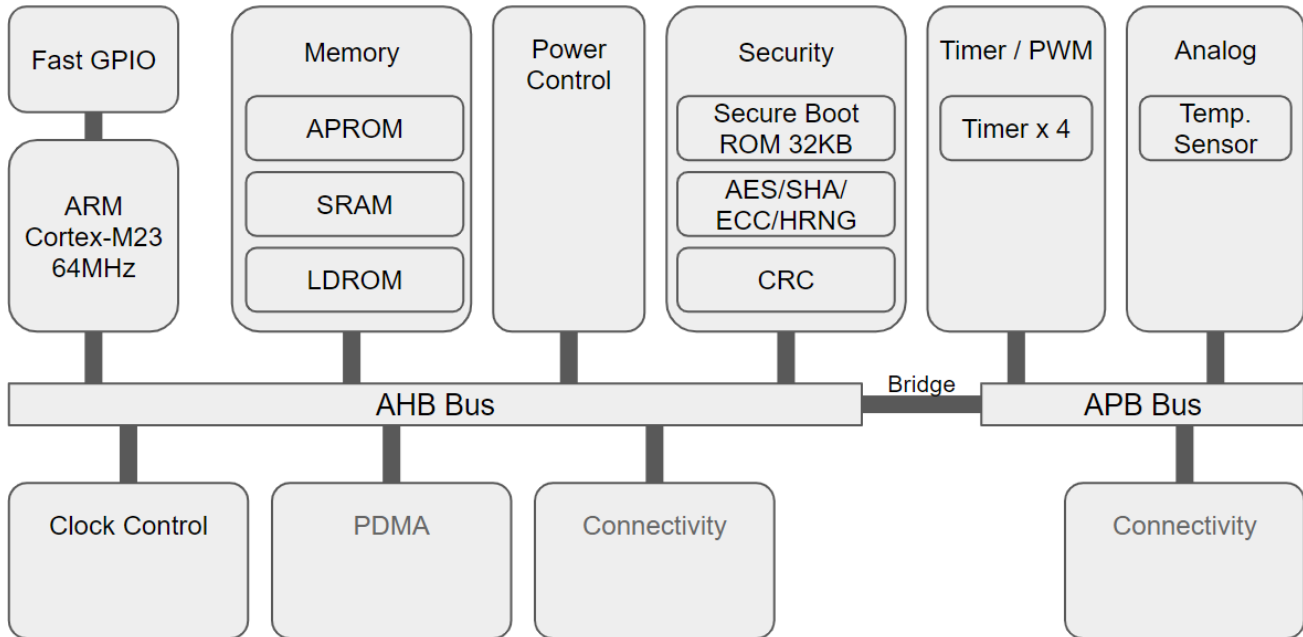 Fast GPIO
ARM
Cortex-M23
64MHz
Memory
APROM
SRAM
LDROM
Power
Control
Security
Secure Boot
ROM 32KB
AES/SHA/
ECC/HRNG
CRC
Timer / PWM
Timer x 4
Analog
Temp.
Sensor
AHB Bus
Bridge
APB Bus
Clock Control
PDMA
Connectivity
Connectivity